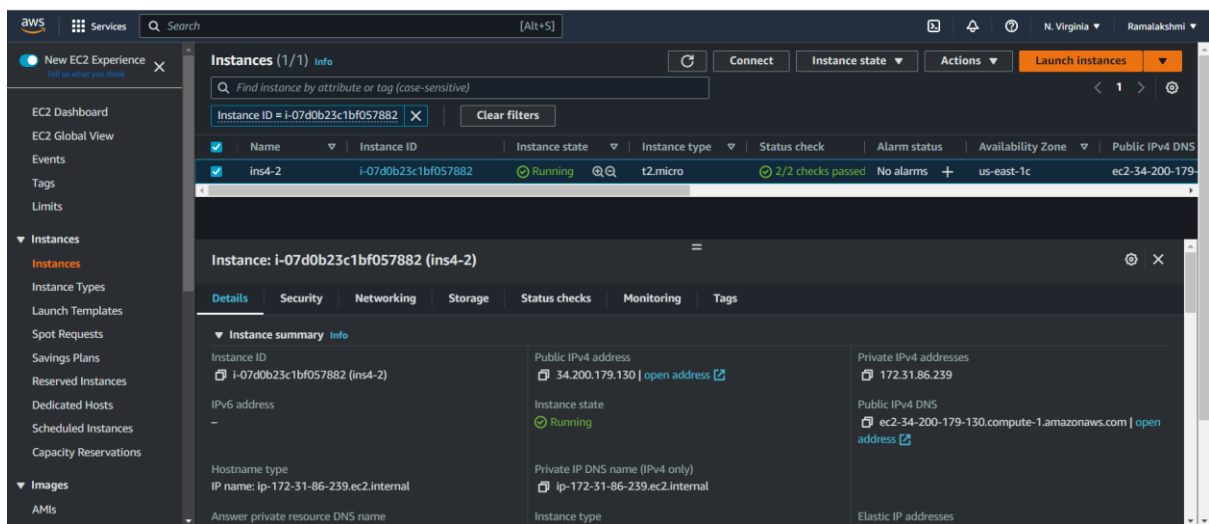 aws Services Search [Alt+S] N. Virginia Ramalakshmi
New EC2 Experience
Tell us what you think
EC2 Dashboard
EC2 Global View
Events
Tags
Limits
Instances
Instances
Instance Types
Launch Templates
Spot Requests
Savings Plans
Reserved Instances
Dedicated Hosts
Scheduled Instances
Capacity Reservations
Images
AMIs
Instances (1/1) Info Connect Instance state Actions Launch instances
Find instance by attribute or tag (case-sensitive) 1
Instance ID = i-07d0b23c1bf057882 Clear filters
Name Instance ID Instance state Instance type Status check Alarm status Availability Zone Public IPv4 DNS
ins4-2 i-07d0b23c1bf057882 Running t2.micro 2/2 checks passed No alarms + us-east-1c ec2-34-200-179-
Instance: i-07d0b23c1bf057882 (ins4-2)
Details Security Networking Storage Status checks Monitoring Tags
Instance summary Info
Instance ID Public IPv4 address Private IPv4 addresses
i-07d0b23c1bf057882 (ins4-2) 34.200.179.130 | open address 172.31.86.239
IPv6 address Instance state Public IPv4 DNS
– Running ec2-34-200-179-130.compute-1.amazonaws.com | open
address
Hostname type Private IP DNS name (IPv4 only)
IP name: ip-172-31-86-239.ec2.internal ip-172-31-86-239.ec2.internal
Answer private resource DNS name Instance type Elastic IP addresses